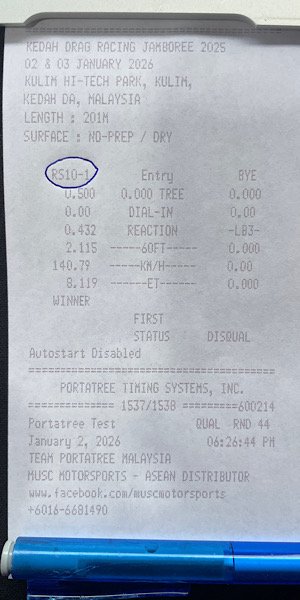 KEDAH DRAG RACING JAMBOREE 2025
02 & 03 JANUARY 2026
KULIM HI-TECH PARK, KULIM,
KEDAH DA, MALAYSIA
LENGTH : 201M
SURFACE : NO-PREP / DRY
RS10-1 Entry BYE
0.500 0.000 TREE 0.000
0.00 DIAL-IN 0.00
0.432 REACTION -LB3-
2.115 ------60FT----- 0.000
140.79 -----KM/H----- 0.00
8.119 ------ET------ 0.000
WINNER
FIRST
STATUS DISQUAL
Autostart Disabled
======================================
PORTATREE TIMING SYSTEMS, INC.
============= 1537/1538 ========600214
Portatree Test QUAL RND 44
January 2, 2026 06:26:44 PM
TEAM PORTATREE MALAYSIA
MUSC MOTORSPORTS - ASEAN DISTRIBUTOR
www.facebook.com/muscmotorsports
+6016-6681490